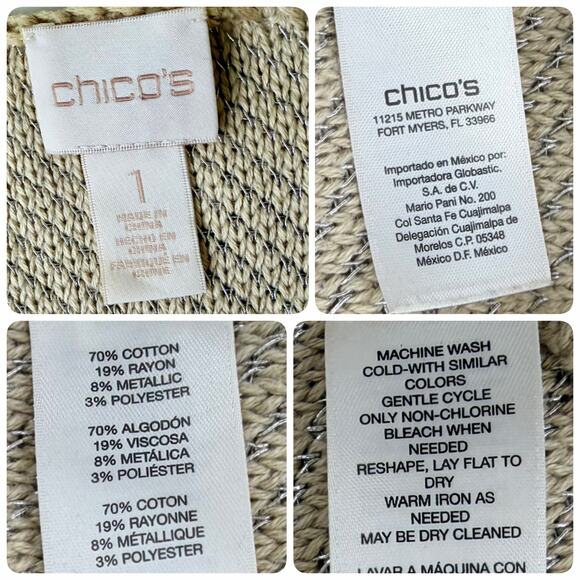 chico's
1
MADE IN
CHINA
HECHO EN
CHINA
FABRIQUÉ EN
CHINE
chico's
11215 METRO PARKWAY
FORT MYERS, FL 33966
Importado en México por:
Importadora Globastic.
S.A. de C.V.
Mario Pani No. 200
Col Santa Fe Cuajimalpa
Delegación Cuajimalpa de
Morelos C.P. 05348
México D.F. México
70% COTTON
19% RAYON
8% METALLIC
3% POLYESTER
70% ALGODÓN
19% VISCOSA
8% METÁLICA
3% POLIÉSTER
70% COTON
19% RAYONNE
8% MÉTALLIQUE
3% POLYESTER
MACHINE WASH
COLD-WITH SIMILAR
COLORS
GENTLE CYCLE
ONLY NON-CHLORINE
BLEACH WHEN
NEEDED
RESHAPE, LAY FLAT TO
DRY
WARM IRON AS
NEEDED
MAY BE DRY CLEANED
LAVAR A MÁQUINA CON